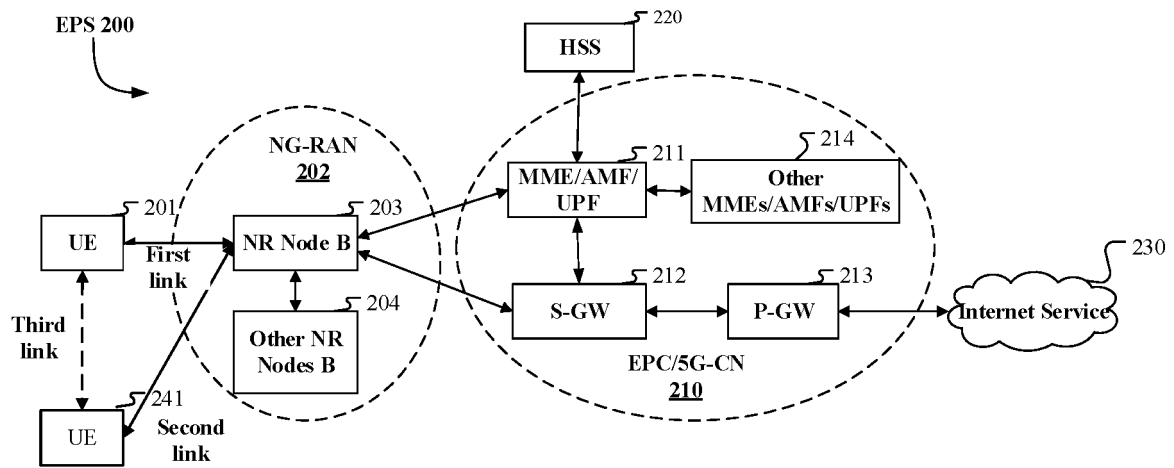 EPS 200
220
HSS
NG-RAN
202
211
MME/AMF/
UPF
214
Other
MMEs/AMFs/UPFs
201
UE
First
link
203
NR Node B
204
Other NR
Nodes B
212
S-GW
213
P-GW
230
Internet Service
EPC/5G-CN
210
Third
link
241
UE
Second
link